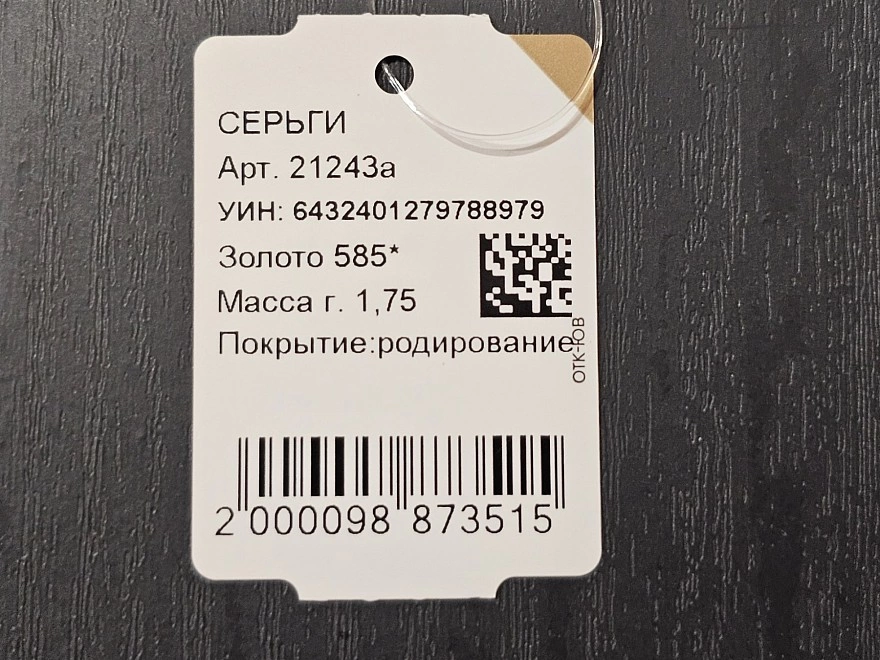 СЕРЬГИ
Арт. 21243а
УИН: 6432401279788979
Золото 585*
Масса г. 1,75
Покрытие:родирование
ОТК-ЮВ
2 000098 873515